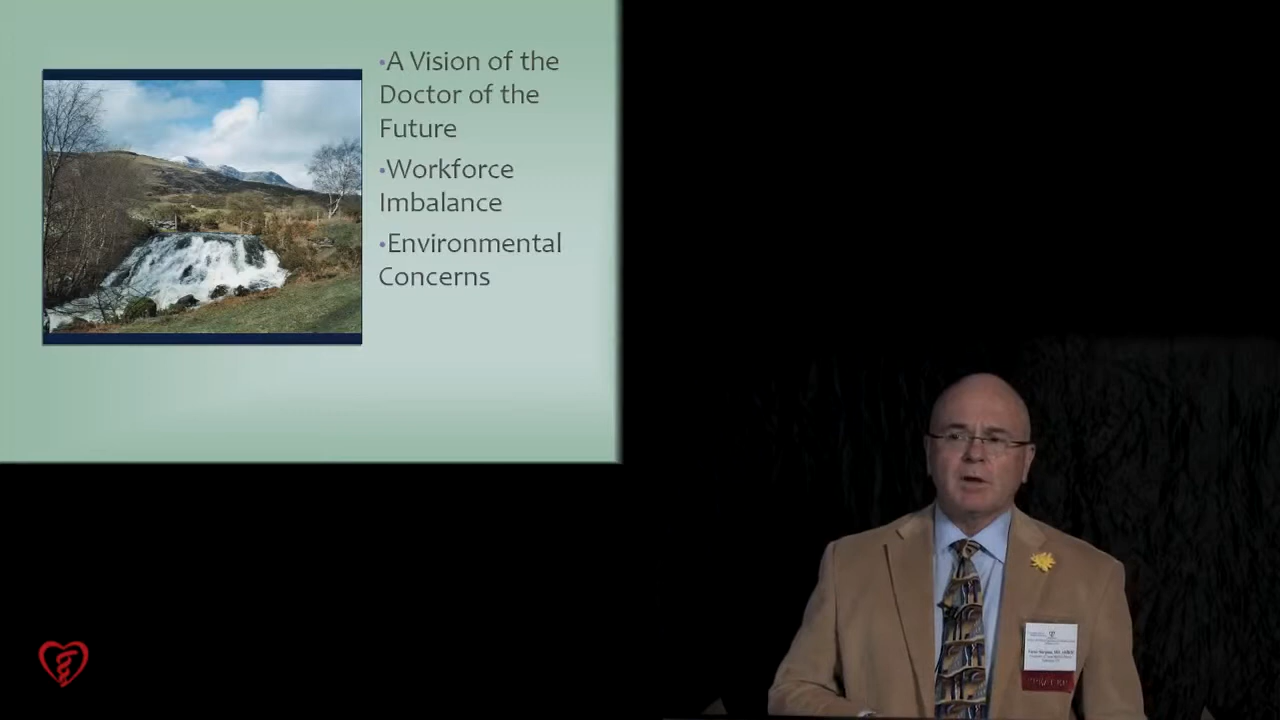 •A Vision of the
Doctor of the
Future
•Workforce
Imbalance
•Environmental
Concerns